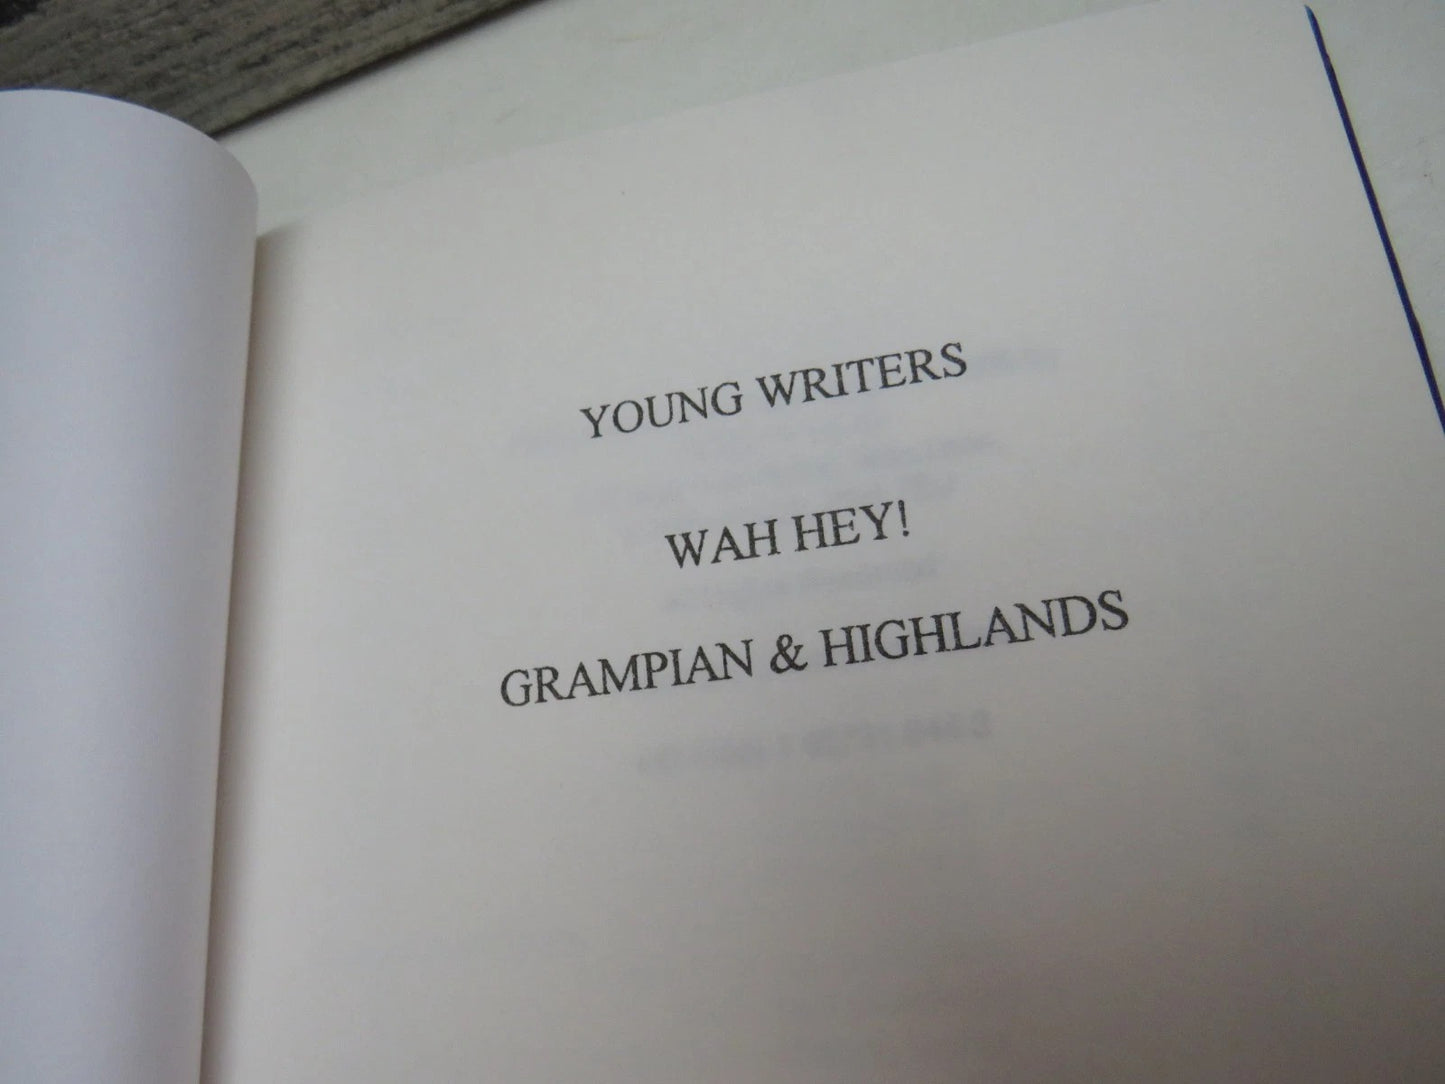 YOUNG WRITERS
WAH HEY!
GRAMPIAN & HIGHLANDS